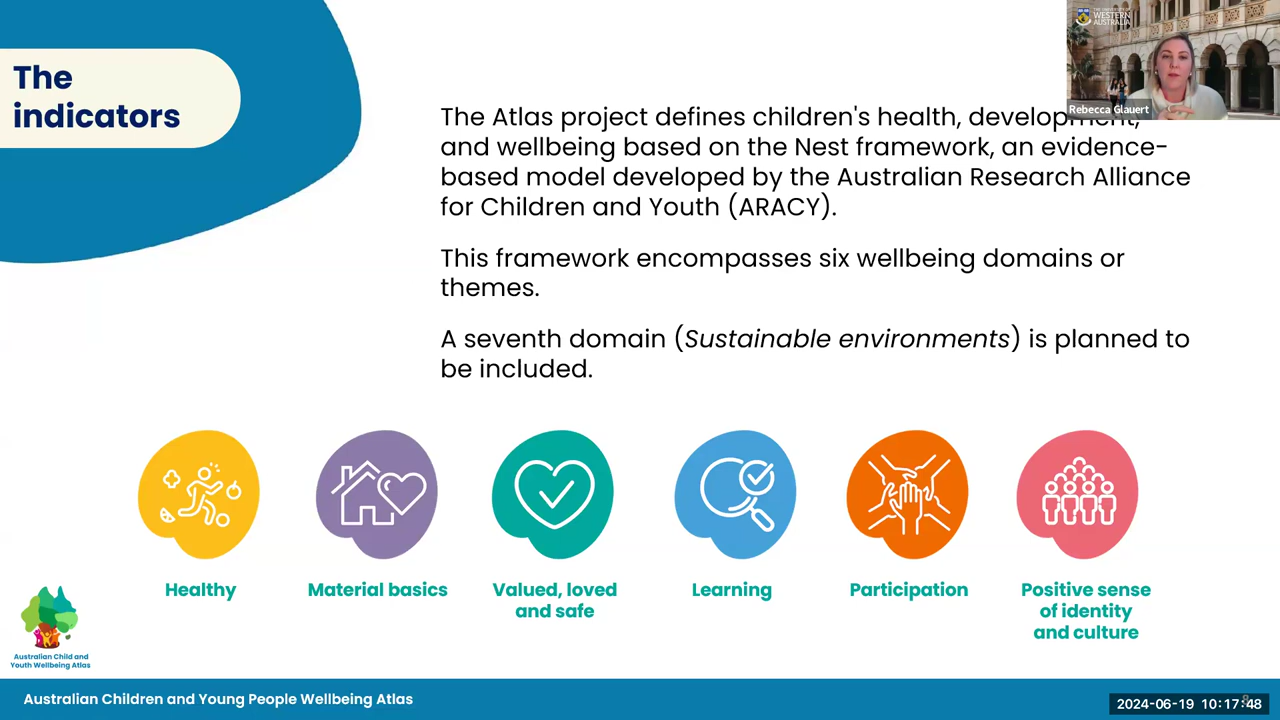 The
indicators
THE UNIVERSITY OF
WESTERN
AUSTRALIA
Rebecca Glauert
The Atlas project defines children's health, development,
and wellbeing based on the Nest framework, an evidence-
based model developed by the Australian Research Alliance
for Children and Youth (ARACY).
This framework encompasses six wellbeing domains or
themes.
A seventh domain (Sustainable environments) is planned to
be included.
Healthy
Material basics
Valued, loved
and safe
Learning
Participation
Positive sense
of identity
and culture
Australian Child and
Youth Wellbeing Atlas
Australian Children and Young People Wellbeing Atlas
2024-06-19 10:17:48